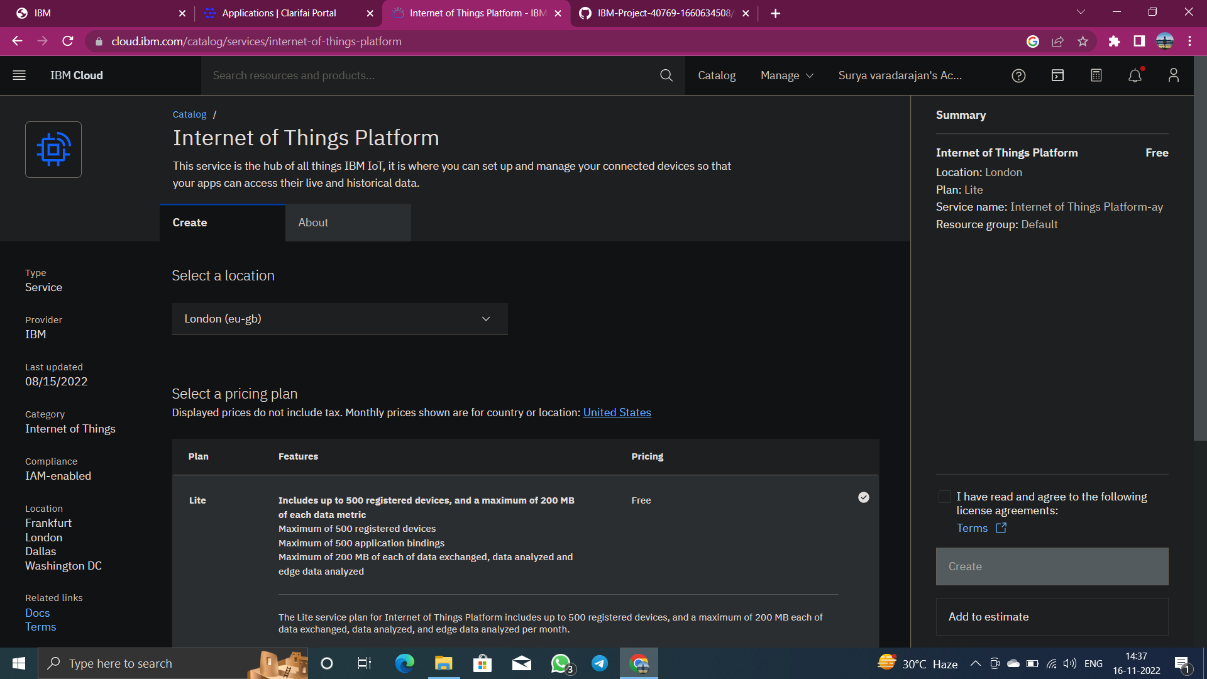 IBM
Applications | Clarifai Portal
Internet of Things Platform - IBM
IBM-Project-40769-1660634508/
cloud.ibm.com/catalog/services/internet-of-things-platform
IBM Cloud
Search resources and products...
Catalog
Manage
Surya varadarajan's Ac...
Catalog /
Internet of Things Platform
This service is the hub of all things IBM IoT, it is where you can set up and manage your connected devices so that
your apps can access their live and historical data.
Create
About
Type
Service
Provider
IBM
Last updated
08/15/2022
Category
Internet of Things
Compliance
IAM-enabled
Location
Frankfurt
London
Dallas
Washington DC
Related links
Docs
Terms
Select a location
London (eu-gb)
Select a pricing plan
Displayed prices do not include tax. Monthly prices shown are for country or location: United States
Plan Features Pricing
Lite
Includes up to 500 registered devices, and a maximum of 200 MB
of each data metric
Maximum of 500 registered devices
Maximum of 500 application bindings
Maximum of 200 MB of each of data exchanged, data analyzed and
edge data analyzed
Free
The Lite service plan for Internet of Things Platform includes up to 500 registered devices, and a maximum of 200 MB each of
data exchanged, data analyzed, and edge data analyzed per month.
Summary
Internet of Things Platform Free
Location: London
Plan: Lite
Service name: Internet of Things Platform-ay
Resource group: Default
I have read and agree to the following
license agreements:
Terms
Create
Add to estimate
Type here to search
3
30°C Haze
ENG
14:37
16-11-2022
1